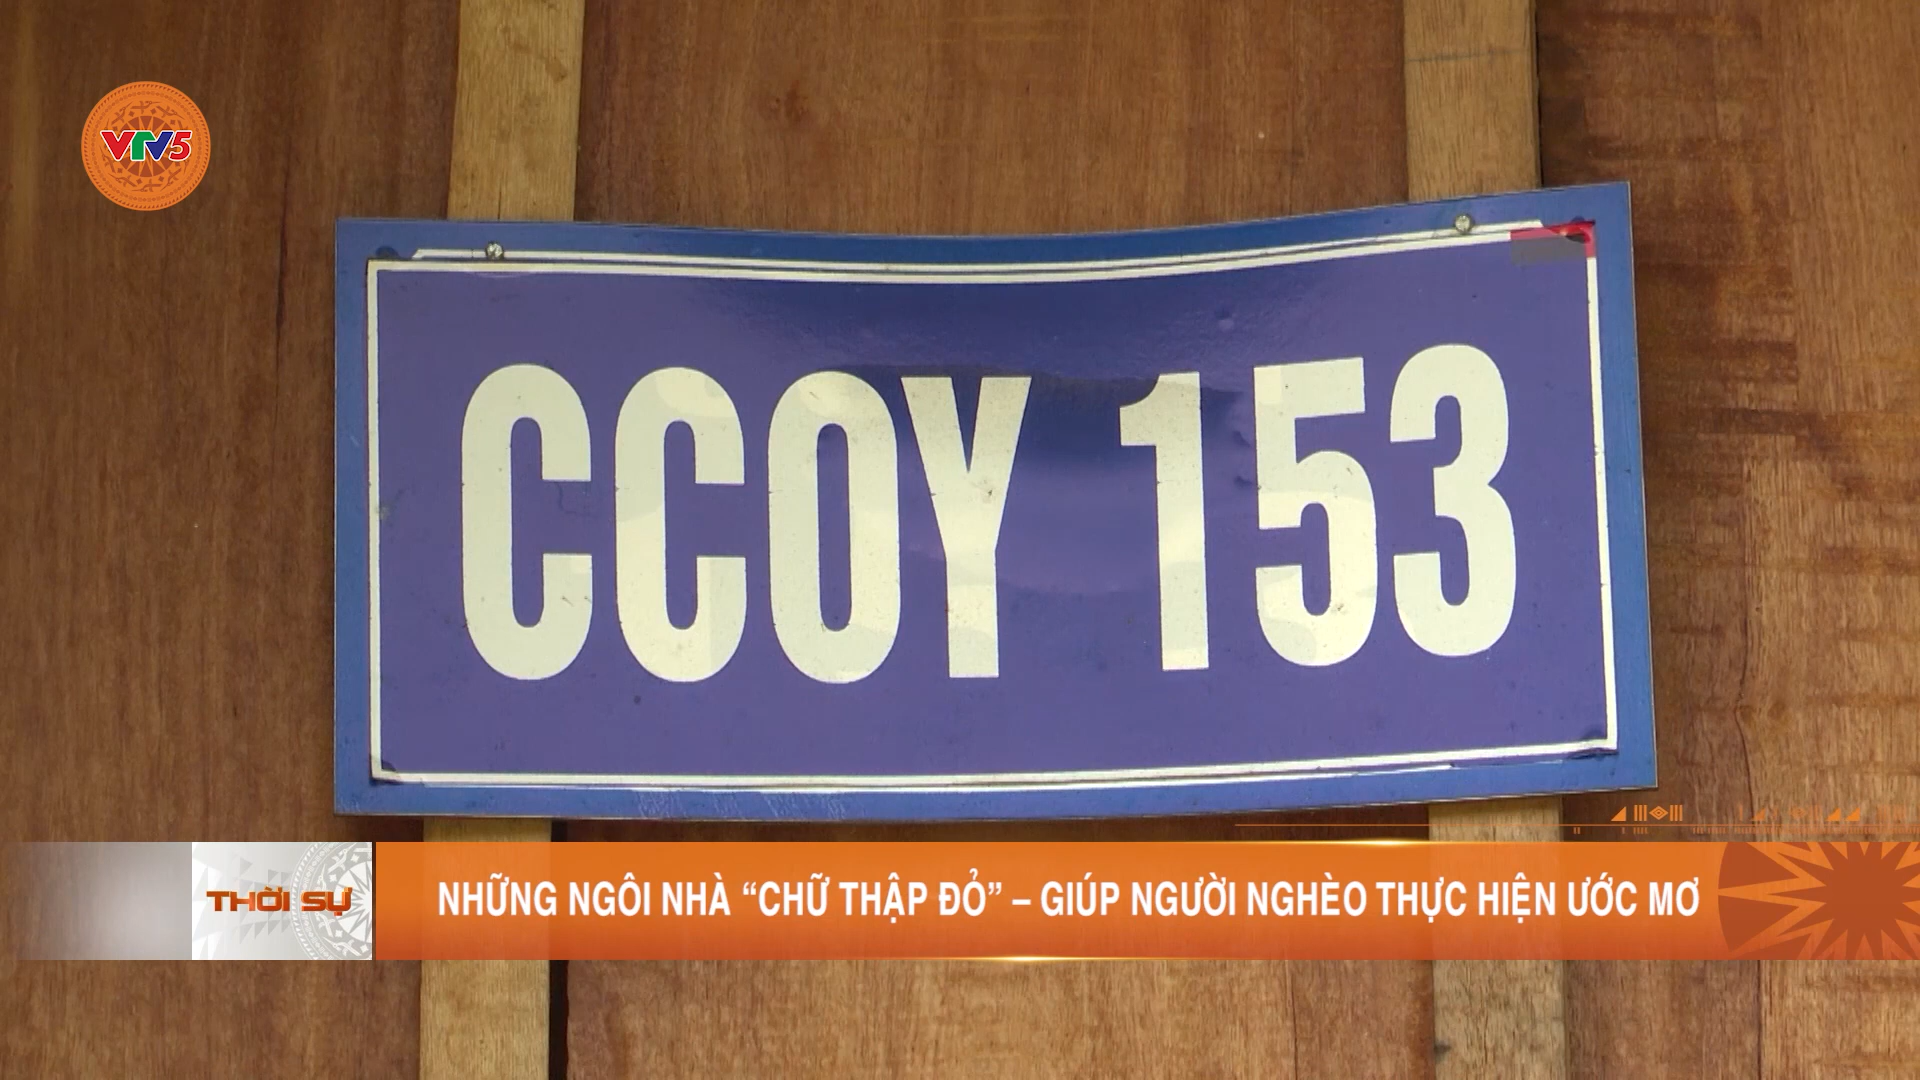 VTV5
CCOY 153
THỜI SỰ
NHỮNG NGÔI NHÀ “CHỮ THẬP ĐỎ” – GIÚP NGƯỜI NGHÈO THỰC HIỆN ƯỚC MƠ